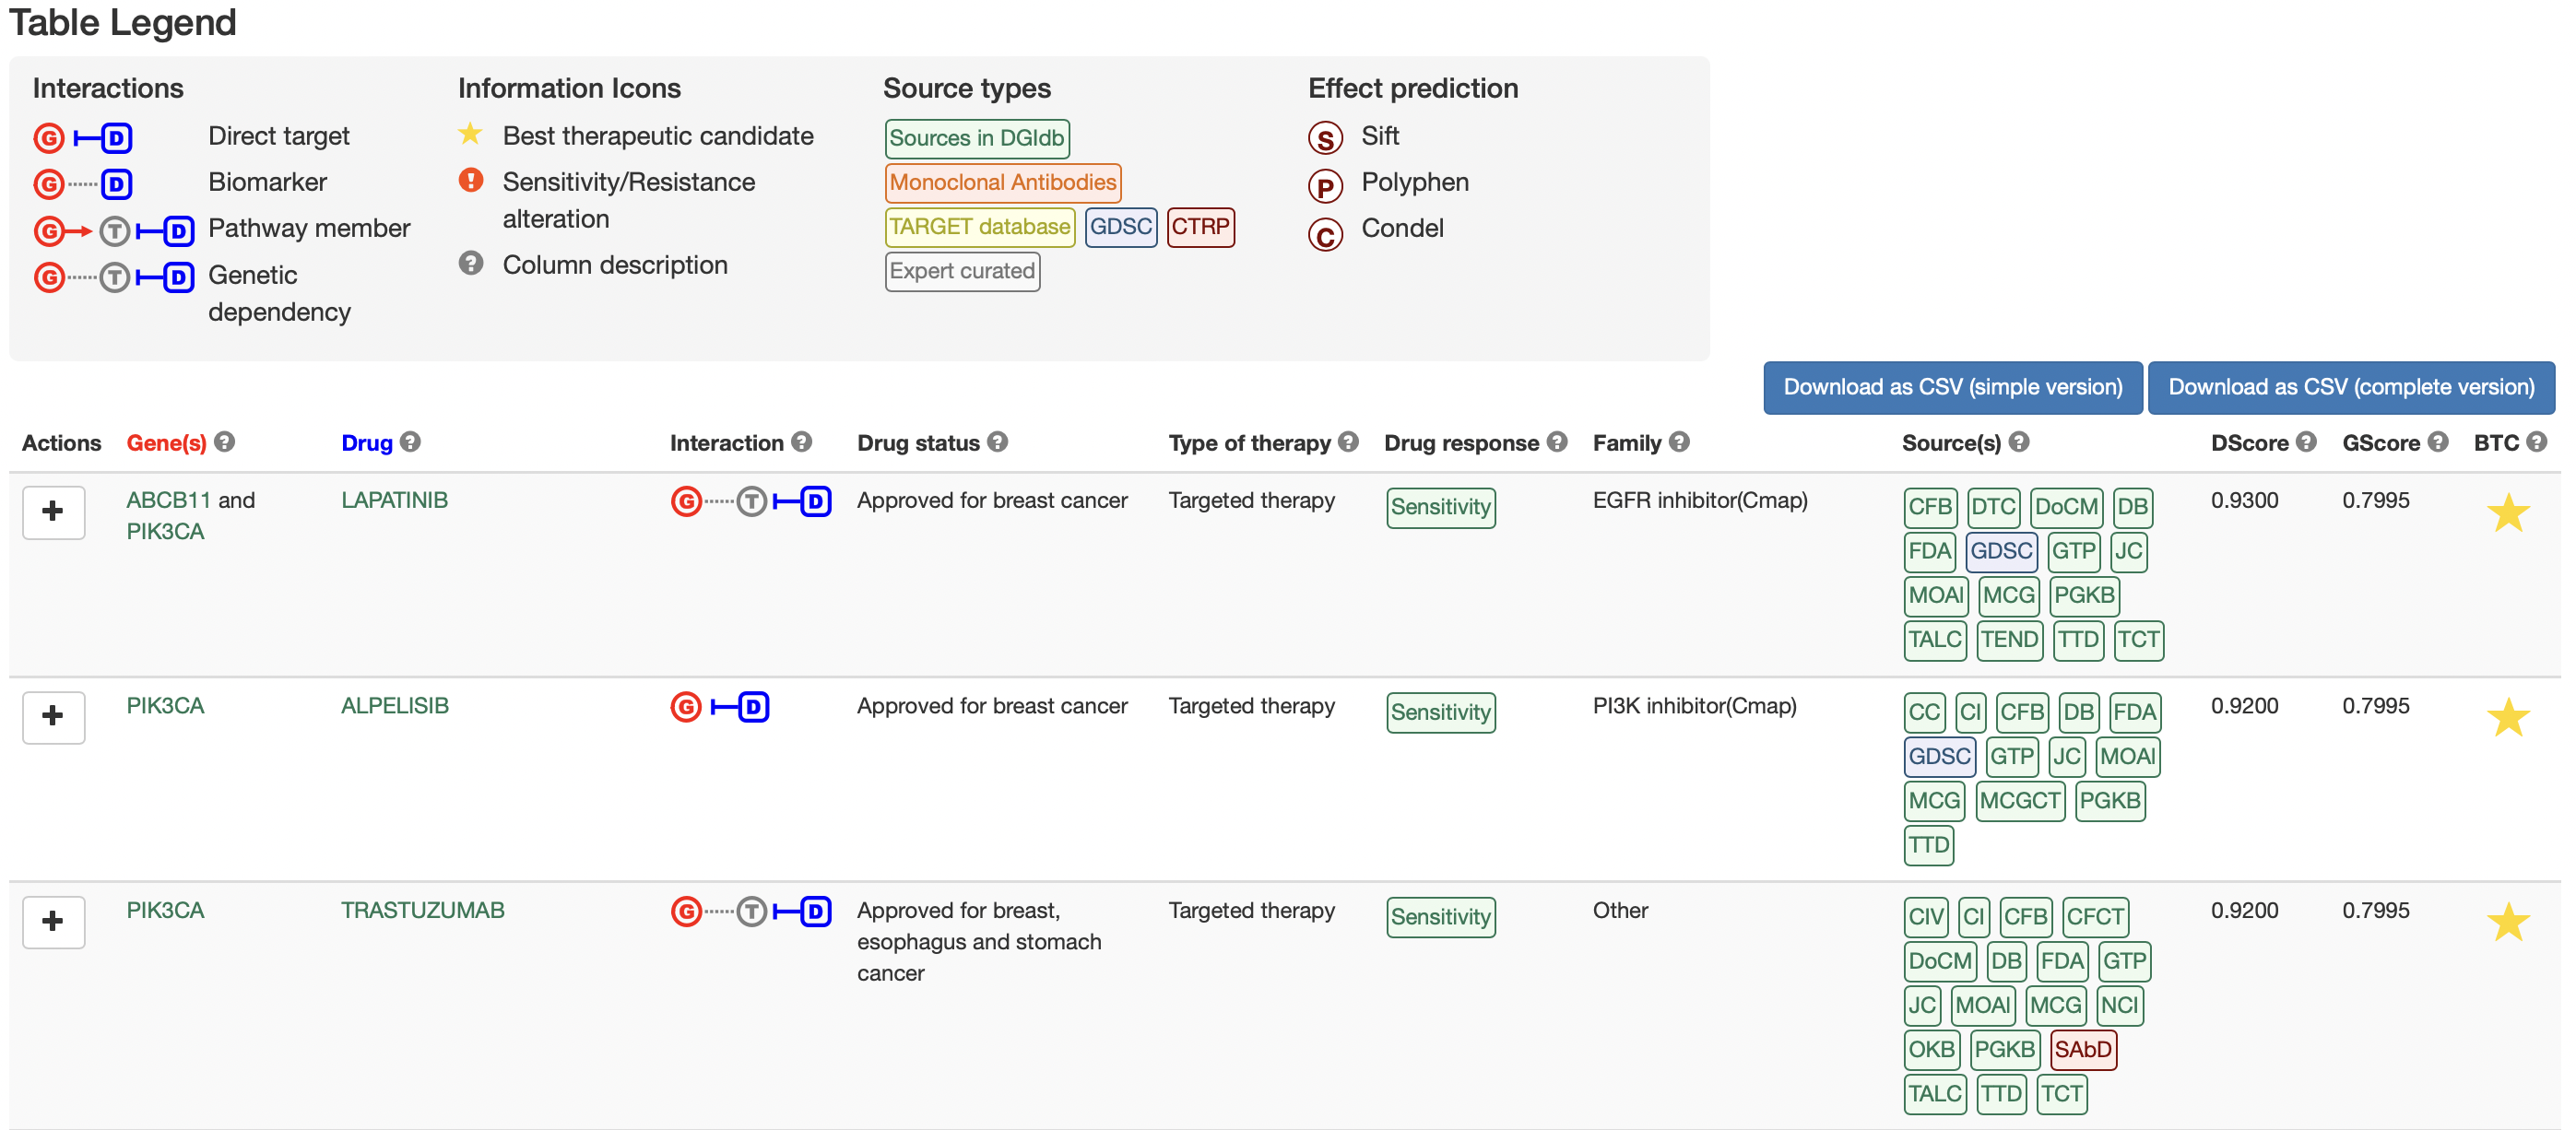 Table Legend
Interactions
G D Direct target
G D Biomarker
G T D Pathway member
G T D Genetic
dependency
Information Icons
Best therapeutic candidate
! Sensitivity/Resistance
alteration
? Column description
Source types
Sources in DGIdb
Monoclonal Antibodies
TARGET database GDSC CTRP
Expert curated
Effect prediction
S Sift
P Polyphen
C Condel
Download as CSV (simple version) Download as CSV (complete version)
Actions Gene(s) ? Drug ? Interaction ? Drug status ? Type of therapy ? Drug response ? Family ? Source(s) ? DScore ? GScore ? BTC ?
+ ABCB11 and LAPATINIB G T D Approved for breast cancer Targeted therapy Sensitivity EGFR inhibitor(Cmap) CFB DTC DoCM DB 0.9300 0.7995
PIK3CA FDA GDSC GTP JC
MOAI MCG PGKB
TALC TEND TTD TCT
+ PIK3CA ALPELISIB G D Approved for breast cancer Targeted therapy Sensitivity PI3K inhibitor(Cmap) CC CI CFB DB FDA 0.9200 0.7995
GDSC GTP JC MOAI
MCG MCGCT PGKB
TTD
+ PIK3CA TRASTUZUMAB G T D Approved for breast, Targeted therapy Sensitivity Other CIV CI CFB CFCT 0.9200 0.7995
esophagus and stomach DoCM DB FDA GTP
cancer JC MOAI MCG NCI
OKB PGKB SAbD
TALC TTD TCT